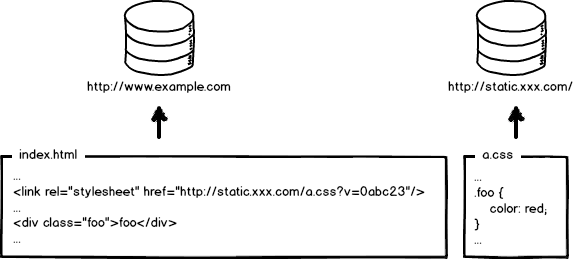 http://www.example.com
http://static.xxx.com/
index.html
...
<link rel="stylesheet" href="http://static.xxx.com/a.css?v=0abc23"/>
...
<div class="foo">foo</div>
...
a.css
...
.foo {
color: red;
}
...